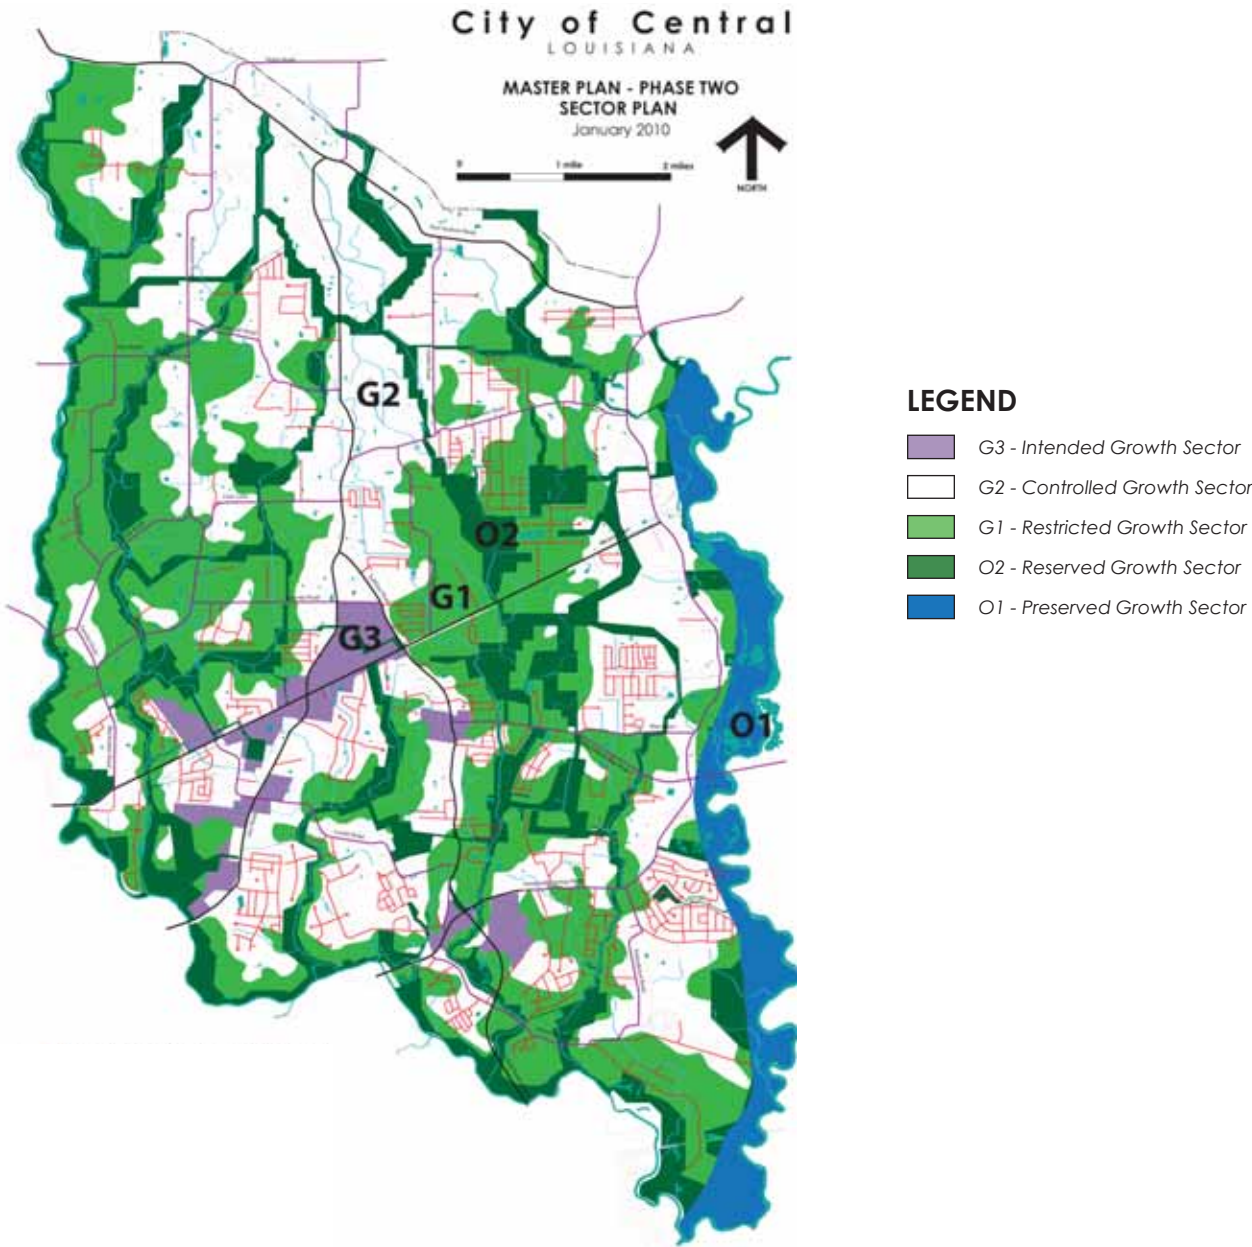 City of Central
LOUISIANA
MASTER PLAN - PHASE TWO
SECTOR PLAN
January 2010
0 1 mile 2 miles
NORTH
G2
O2
G1
G3
O1
LEGEND
G3 - Intended Growth Sector
G2 - Controlled Growth Sector
G1 - Restricted Growth Sector
O2 - Reserved Growth Sector
O1 - Preserved Growth Sector